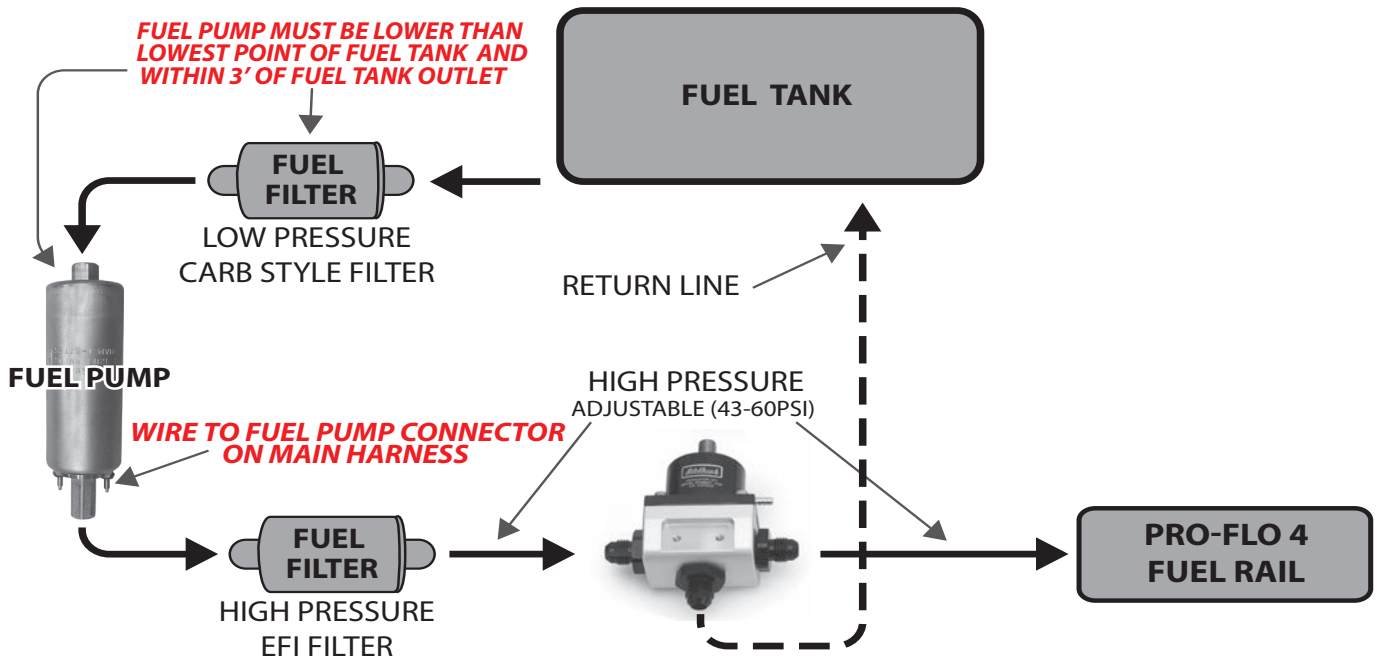 FUEL PUMP MUST BE LOWER THAN
LOWEST POINT OF FUEL TANK AND
WITHIN 3’ OF FUEL TANK OUTLET
FUEL TANK
FUEL
FILTER
LOW PRESSURE
CARB STYLE FILTER
RETURN LINE
FUEL PUMP
HIGH PRESSURE
ADJUSTABLE (43-60PSI)
WIRE TO FUEL PUMP CONNECTOR
ON MAIN HARNESS
Edelbrock
FUEL
FILTER
HIGH PRESSURE
EFI FILTER
PRO-FLO 4
FUEL RAIL